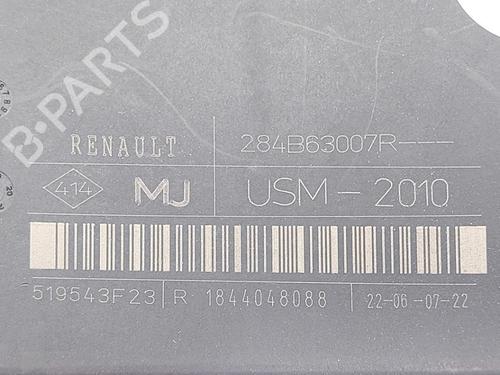 B-PARTS
RENAULT 284B63007R---
414 MJ USM-2010
519543F23 R 1844048088 22-06-07-22